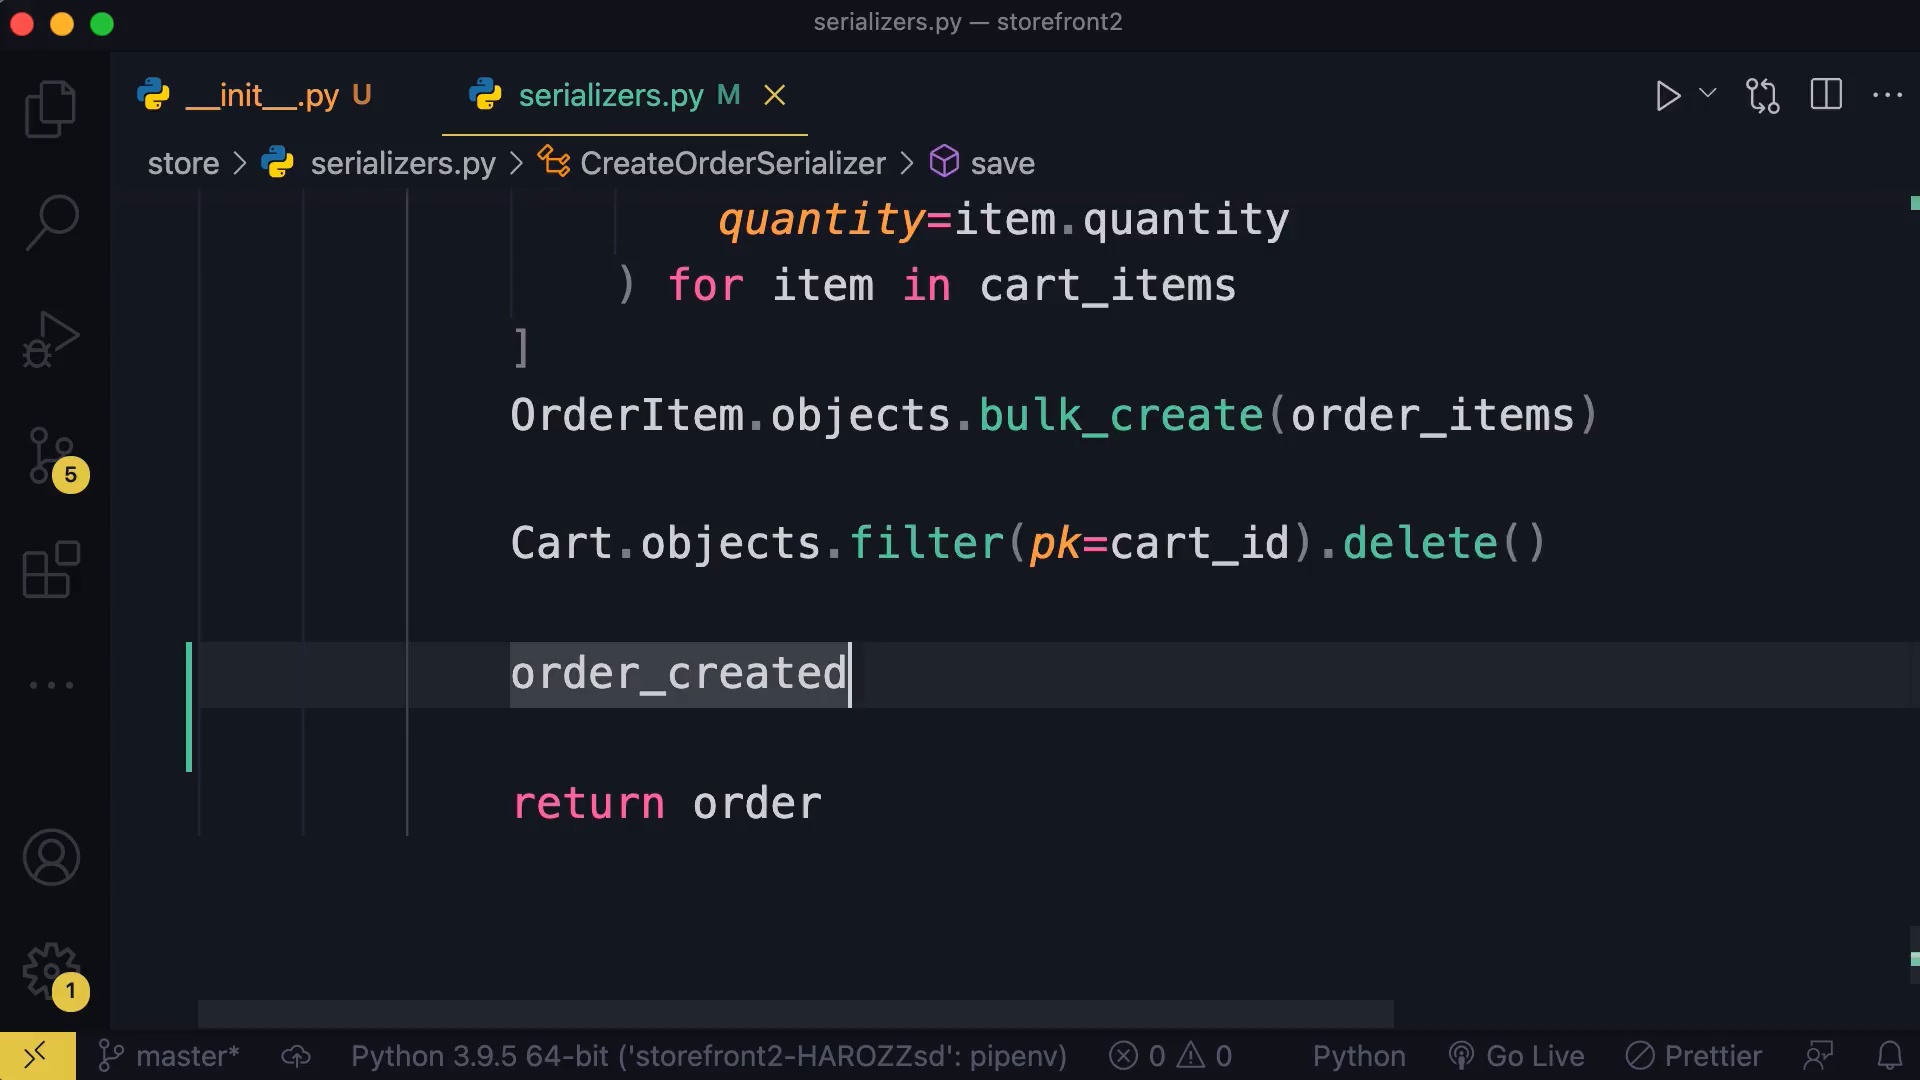 serializers.py — storefront2
__init__.py U
serializers.py M
store > serializers.py > CreateOrderSerializer > save
quantity=item.quantity
) for item in cart_items
]
OrderItem.objects.bulk_create(order_items)
Cart.objects.filter(pk=cart_id).delete()
order_created
return order
5
1
master* Python 3.9.5 64-bit ('storefront2-HAROZZsd': pipenv) 0 0 Python Go Live Prettier